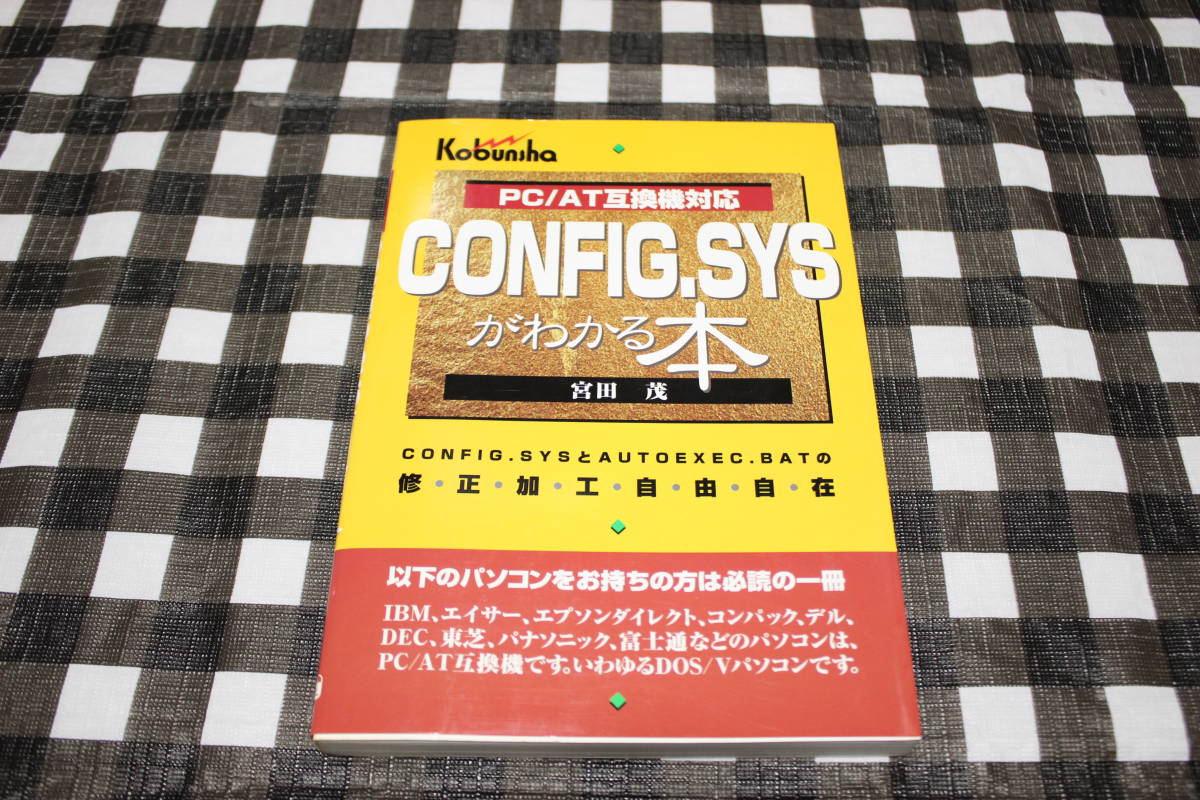 Kobunsha
PC/AT互換機対応
CONFIG.SYS
がわかる本
宮田 茂
CONFIG.SYSとAUTOEXEC.BATの
修・正・加・工・自・由・自・在
以下のパソコンをお持ちの方は必読の一冊
IBM、エイサー、エプソンダイレクト、コンパック、デル、
DEC、東芝、パナソニック、富士通などのパソコンは、
PC/AT互換機です。いわゆるDOS/Vパソコンです。